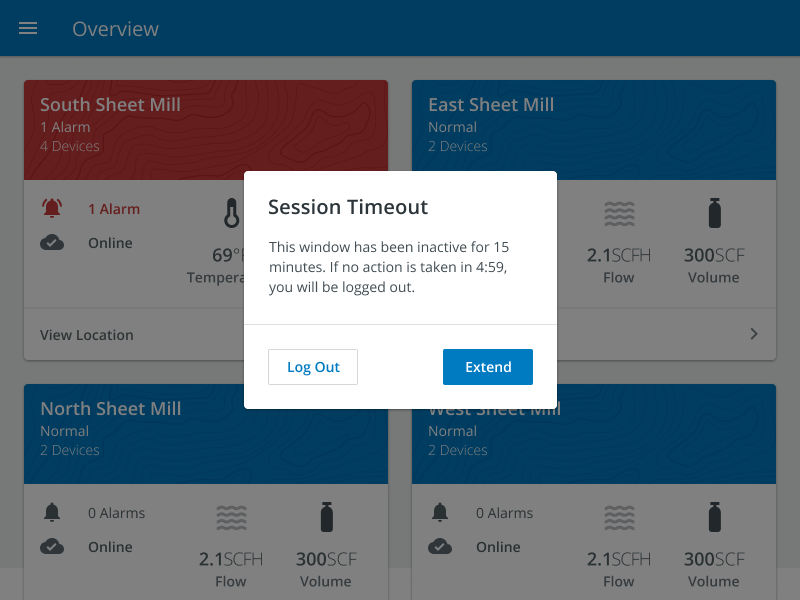 Overview
South Sheet Mill
1 Alarm
4 Devices
1 Alarm
Online
69°F
View Location
East Sheet Mill
Normal
2 Devices
2.1SCFH
Flow
300SCF
Volume
Session Timeout
This window has been inactive for 15
minutes. If no action is taken in 4:59,
you will be logged out.
Log Out
Extend
North Sheet Mill
Normal
2 Devices
0 Alarms
Online
2.1SCFH
Flow
300SCF
Volume
West Sheet Mill
Normal
2 Devices
0 Alarms
Online
2.1SCFH
Flow
300SCF
Volume